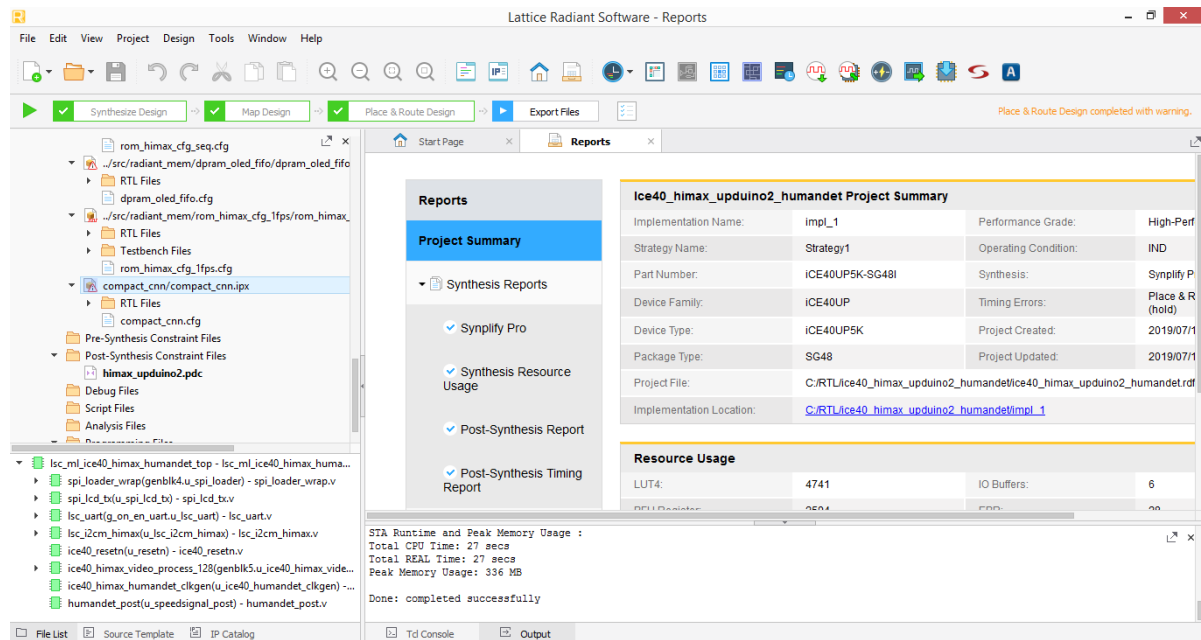 Lattice Radiant Software - Reports
File Edit View Project Design Tools Window Help
Synthesize Design
Map Design
Place & Route Design
Export Files
Place & Route Design completed with warning.
rom_himax_cfg_seq.cfg
../src/radiant_mem/dpram_oled_fifo/dpram_oled_fifo
RTL Files
dpram_oled_fifo.cfg
../src/radiant_mem/rom_himax_cfg_1fps/rom_himax_
RTL Files
Testbench Files
rom_himax_cfg_1fps.cfg
compact_cnn/compact_cnn.ipx
RTL Files
compact_cnn.cfg
Pre-Synthesis Constraint Files
Post-Synthesis Constraint Files
himax_upduino2.pdc
Debug Files
Script Files
Analysis Files
Programming Files
lsc_ml_ice40_himax_humandet_top - lsc_ml_ice40_himax_huma...
spi_loader_wrap(genblk4.u_spi_loader) - spi_loader_wrap.v
spi_lcd_tx(u_spi_lcd_tx) - spi_lcd_tx.v
lsc_uart(g_on_en_uart.u_lsc_uart) - lsc_uart.v
lsc_i2cm_himax(u_lsc_i2cm_himax) - lsc_i2cm_himax.v
ice40_resetn(u_resetn) - ice40_resetn.v
ice40_himax_video_process_128(genblk5.u_ice40_himax_vide...
ice40_himax_humandet_clkgen(u_ice40_humandet_clkgen) -...
humandet_post(u_speedsignal_post) - humandet_post.v
File List Source Template IP Catalog
Start Page
Reports
Reports
Project Summary
Synthesis Reports
Synplify Pro
Synthesis Resource
Usage
Post-Synthesis Report
Post-Synthesis Timing
Report
Ice40_himax_upduino2_humandet Project Summary
Implementation Name: impl_1 Performance Grade: High-Perf
Strategy Name: Strategy1 Operating Condition: IND
Part Number: iCE40UP5K-SG48I Synthesis: Synplify P
Device Family: iCE40UP Timing Errors: Place & R
(hold)
Device Type: iCE40UP5K Project Created: 2019/07/1
Package Type: SG48 Project Updated: 2019/07/1
Project File: C:/RTL/ice40_himax_upduino2_humandet/ice40_himax_upduino2_humandet.rdf
Implementation Location: C:/RTL/ice40_himax_upduino2_humandet/impl_1
Resource Usage
LUT4: 4741 IO Buffers: 6
STA Runtime and Peak Memory Usage :
Total CPU Time: 27 secs
Total REAL Time: 27 secs
Peak Memory Usage: 336 MB
Done: completed successfully
Tcl Console Output